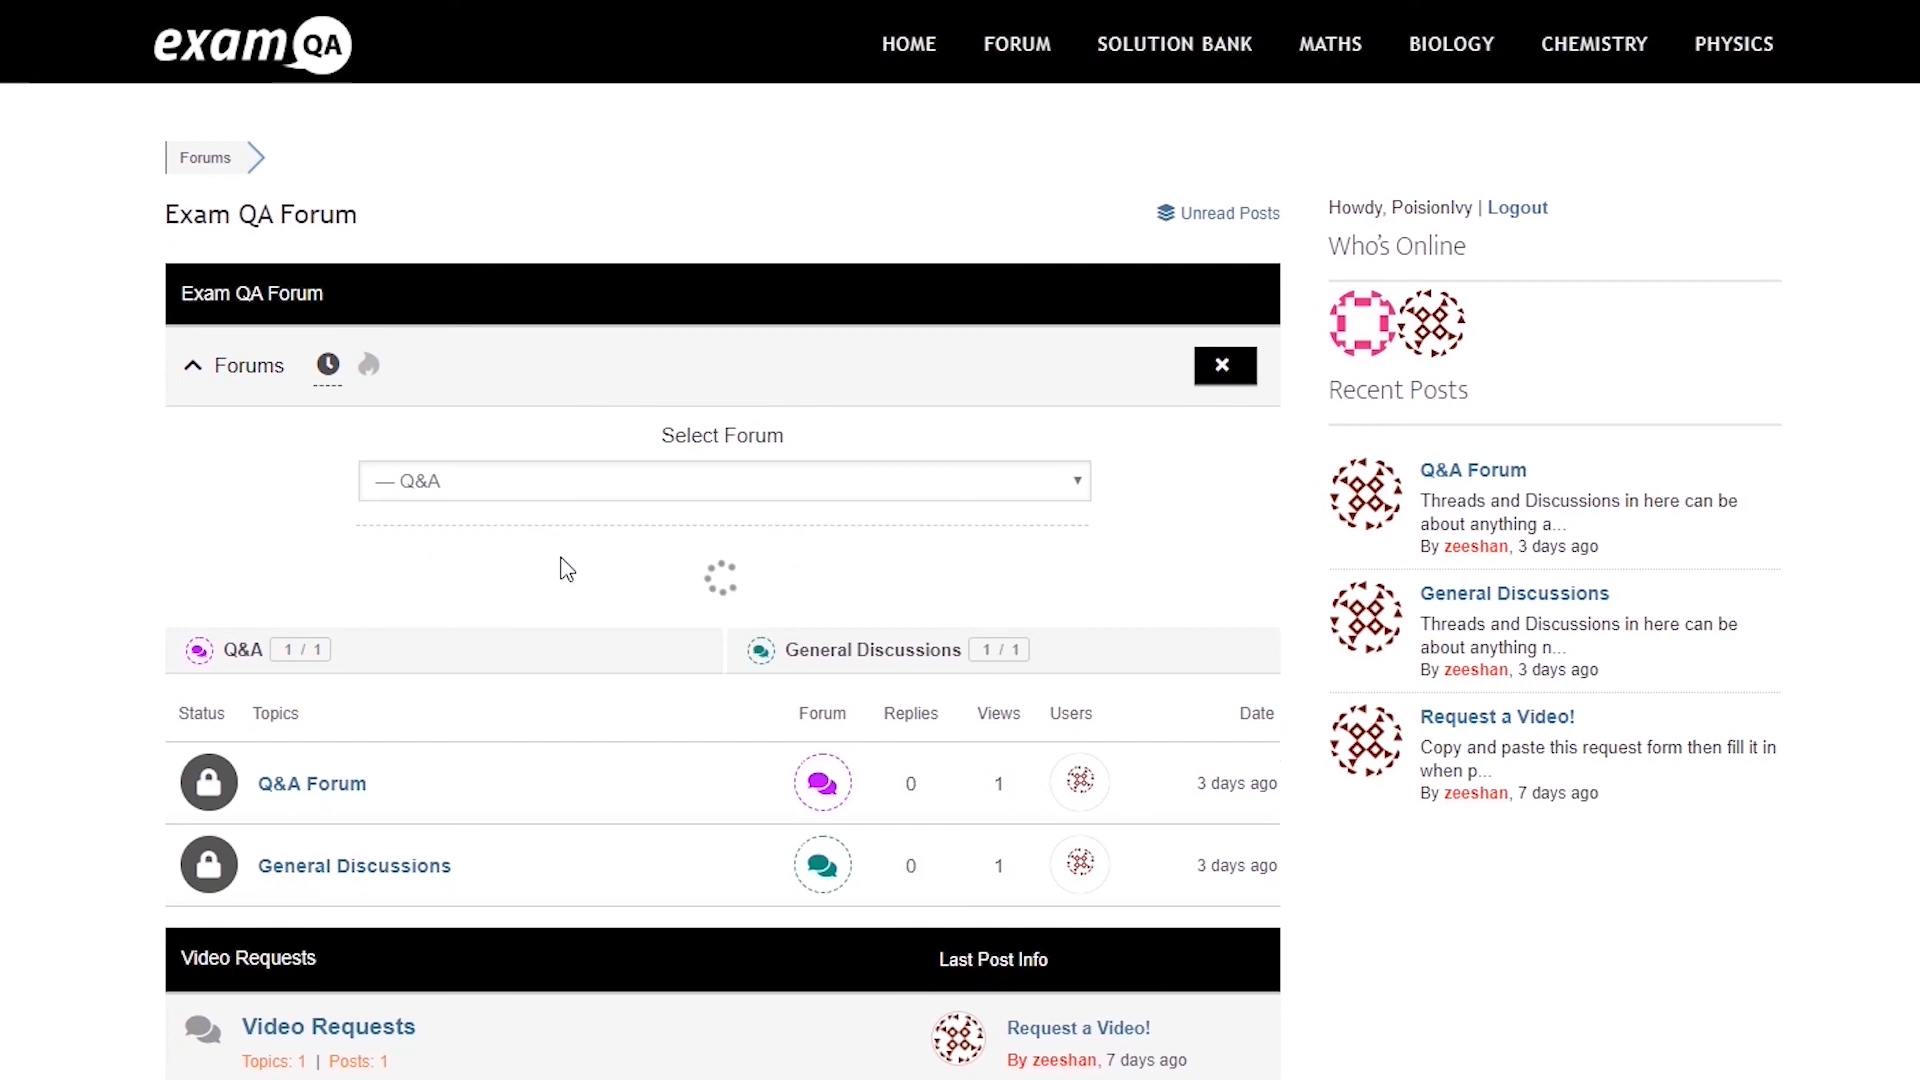 exam QA
HOME FORUM SOLUTION BANK MATHS BIOLOGY CHEMISTRY PHYSICS
Forums
Exam QA Forum
Unread Posts
Exam QA Forum
Forums
Select Forum
— Q&A
Q&A 1 / 1
General Discussions 1 / 1
Status Topics Forum Replies Views Users Date
Q&A Forum 0 1 3 days ago
General Discussions 0 1 3 days ago
Video Requests Last Post Info
Video Requests
Topics: 1 | Posts: 1
Request a Video!
By zeeshan, 7 days ago
Howdy, PoisionIvy | Logout
Who's Online
Recent Posts
Q&A Forum
Threads and Discussions in here can be
about anything a...
By zeeshan, 3 days ago
General Discussions
Threads and Discussions in here can be
about anything n...
By zeeshan, 3 days ago
Request a Video!
Copy and paste this request form then fill it in
when p...
By zeeshan, 7 days ago